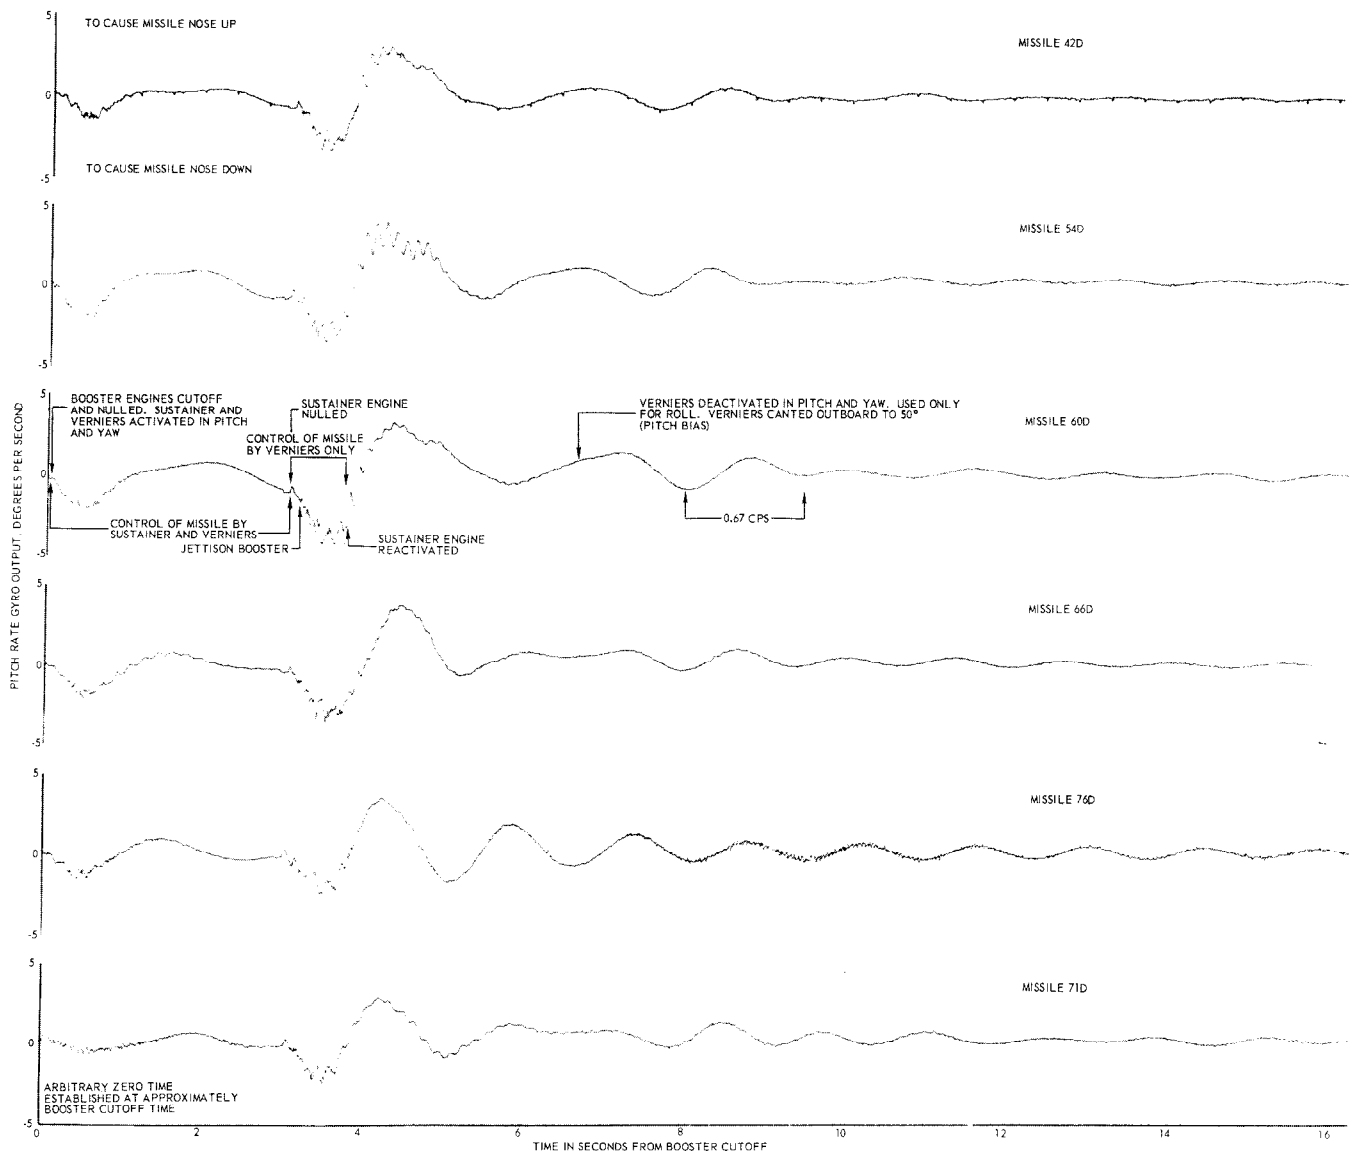 5
TO CAUSE MISSILE NOSE UP
MISSILE 42D
0
TO CAUSE MISSILE NOSE DOWN
-5
5
MISSILE 54D
0
-5
PITCH RATE GYRO OUTPUT, DEGREES PER SECOND
5
BOOSTER ENGINES CUTOFF
AND NULLED. SUSTAINER AND
VERNIERS ACTIVATED IN PITCH
AND YAW
SUSTAINER ENGINE
NULLED
CONTROL OF MISSILE
BY VERNIERS ONLY
VERNIERS DEACTIVATED IN PITCH AND YAW. USED ONLY
FOR ROLL. VERNIERS CANTED OUTBOARD TO 50°
(PITCH BIAS)
MISSILE 60D
0
CONTROL OF MISSILE BY
SUSTAINER AND VERNIERS
JETTISON BOOSTER
SUSTAINER ENGINE
REACTIVATED
0.67 CPS
-5
5
MISSILE 66D
0
-5
5
MISSILE 76D
0
-5
5
MISSILE 71D
0
ARBITRARY ZERO TIME
ESTABLISHED AT APPROXIMATELY
BOOSTER CUTOFF TIME
-5
0 2 4 6 8 10 12 14 16
TIME IN SECONDS FROM BOOSTER CUTOFF